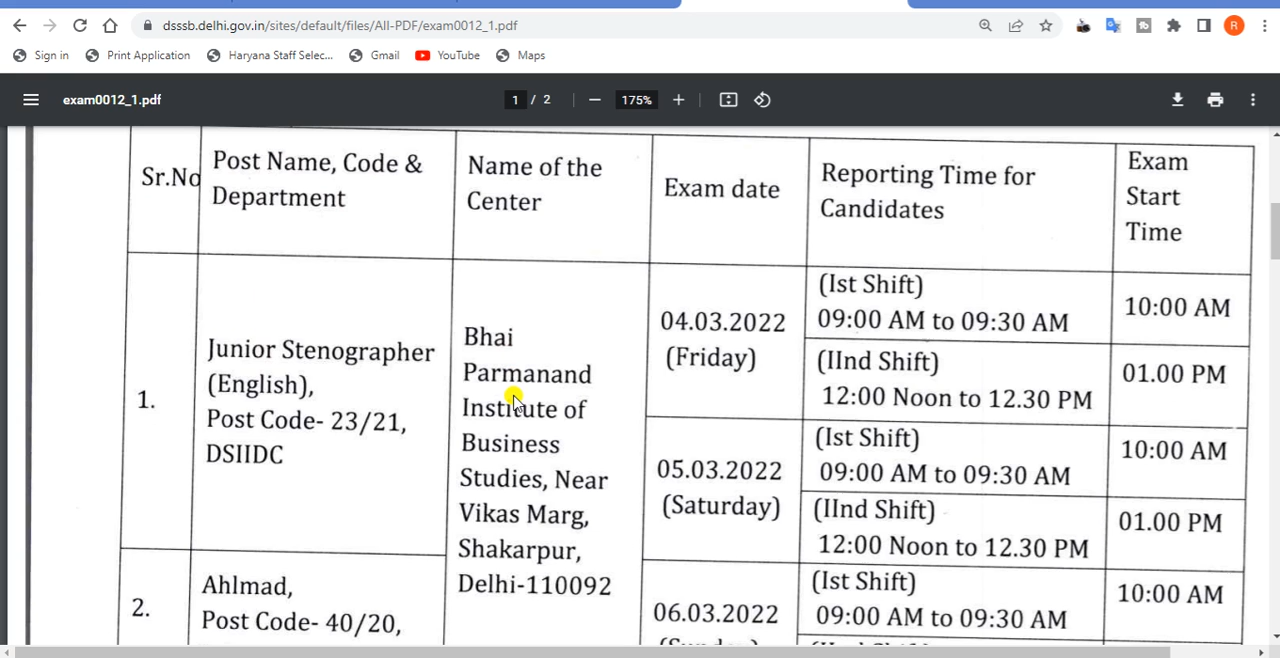 dsssb.delhi.gov.in/sites/default/files/All-PDF/exam0012_1.pdf
R
Sign in
Print Application
Haryana Staff Selec...
Gmail
YouTube
Maps
exam0012_1.pdf
1 / 2
175%
Sr.No
Post Name, Code &
Department
Name of the
Center
Exam date
Reporting Time for
Candidates
Exam
Start
Time
1.
Junior Stenographer
(English),
Post Code- 23/21,
DSIIDC
Bhai
Parmanand
Institute of
Business
Studies, Near
Vikas Marg,
Shakarpur,
Delhi-110092
04.03.2022
(Friday)
(Ist Shift)
09:00 AM to 09:30 AM
10:00 AM
(IInd Shift)
12:00 Noon to 12.30 PM
01.00 PM
05.03.2022
(Saturday)
(Ist Shift)
09:00 AM to 09:30 AM
10:00 AM
(IInd Shift)
12:00 Noon to 12.30 PM
01.00 PM
2.
Ahlmad,
Post Code- 40/20,
06.03.2022
(Ist Shift)
09:00 AM to 09:30 AM
10:00 AM